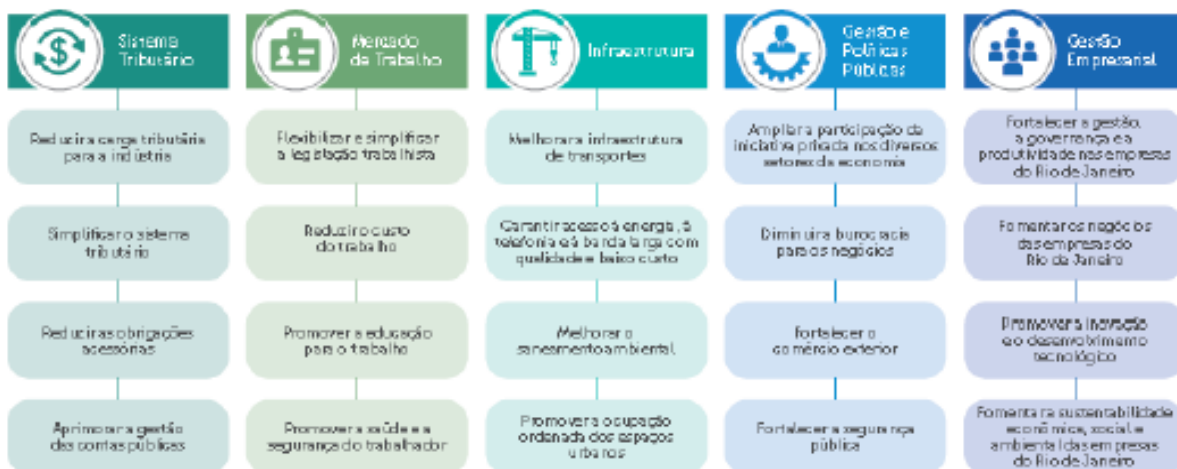 Sistema
Tributário
Reduzir a carga tributária
para a indústria
Simplificar o sistema
tributário
Reduzir as obrigações
acessórias
Aprimorar a gestão
das contas públicas
Mercado
de Trabalho
Flexibilizar e simplificar
a legislação trabalhista
Reduzir o custo
do trabalho
Promover a educação
para o trabalho
Promover a saúde e a
segurança do trabalhador
Infraestrutura
Melhorar a infraestrutura
de transportes
Garantir acesso à energia, à
telefonia e à banda larga com
qualidade e baixo custo
Melhorar o
saneamento ambiental
Promover a ocupação
ordenada dos espaços
urbanos
Gestão e
Políticas
Públicas
Ampliar a participação da
iniciativa privada nos diversos
setores da economia
Diminuir a burocracia
para os negócios
Fortalecer o
comércio exterior
Fortalecer a segurança
pública
Gestão
Empresarial
Fortalecer a gestão,
a governança e a
produtividade nas empresas
do Rio de Janeiro
Fomentar os negócios
das empresas do
Rio de Janeiro
Promover a inovação
e o desenvolvimento
tecnológico
Fomentar a sustentabilidade
econômica, social e
ambiental das empresas
do Rio de Janeiro